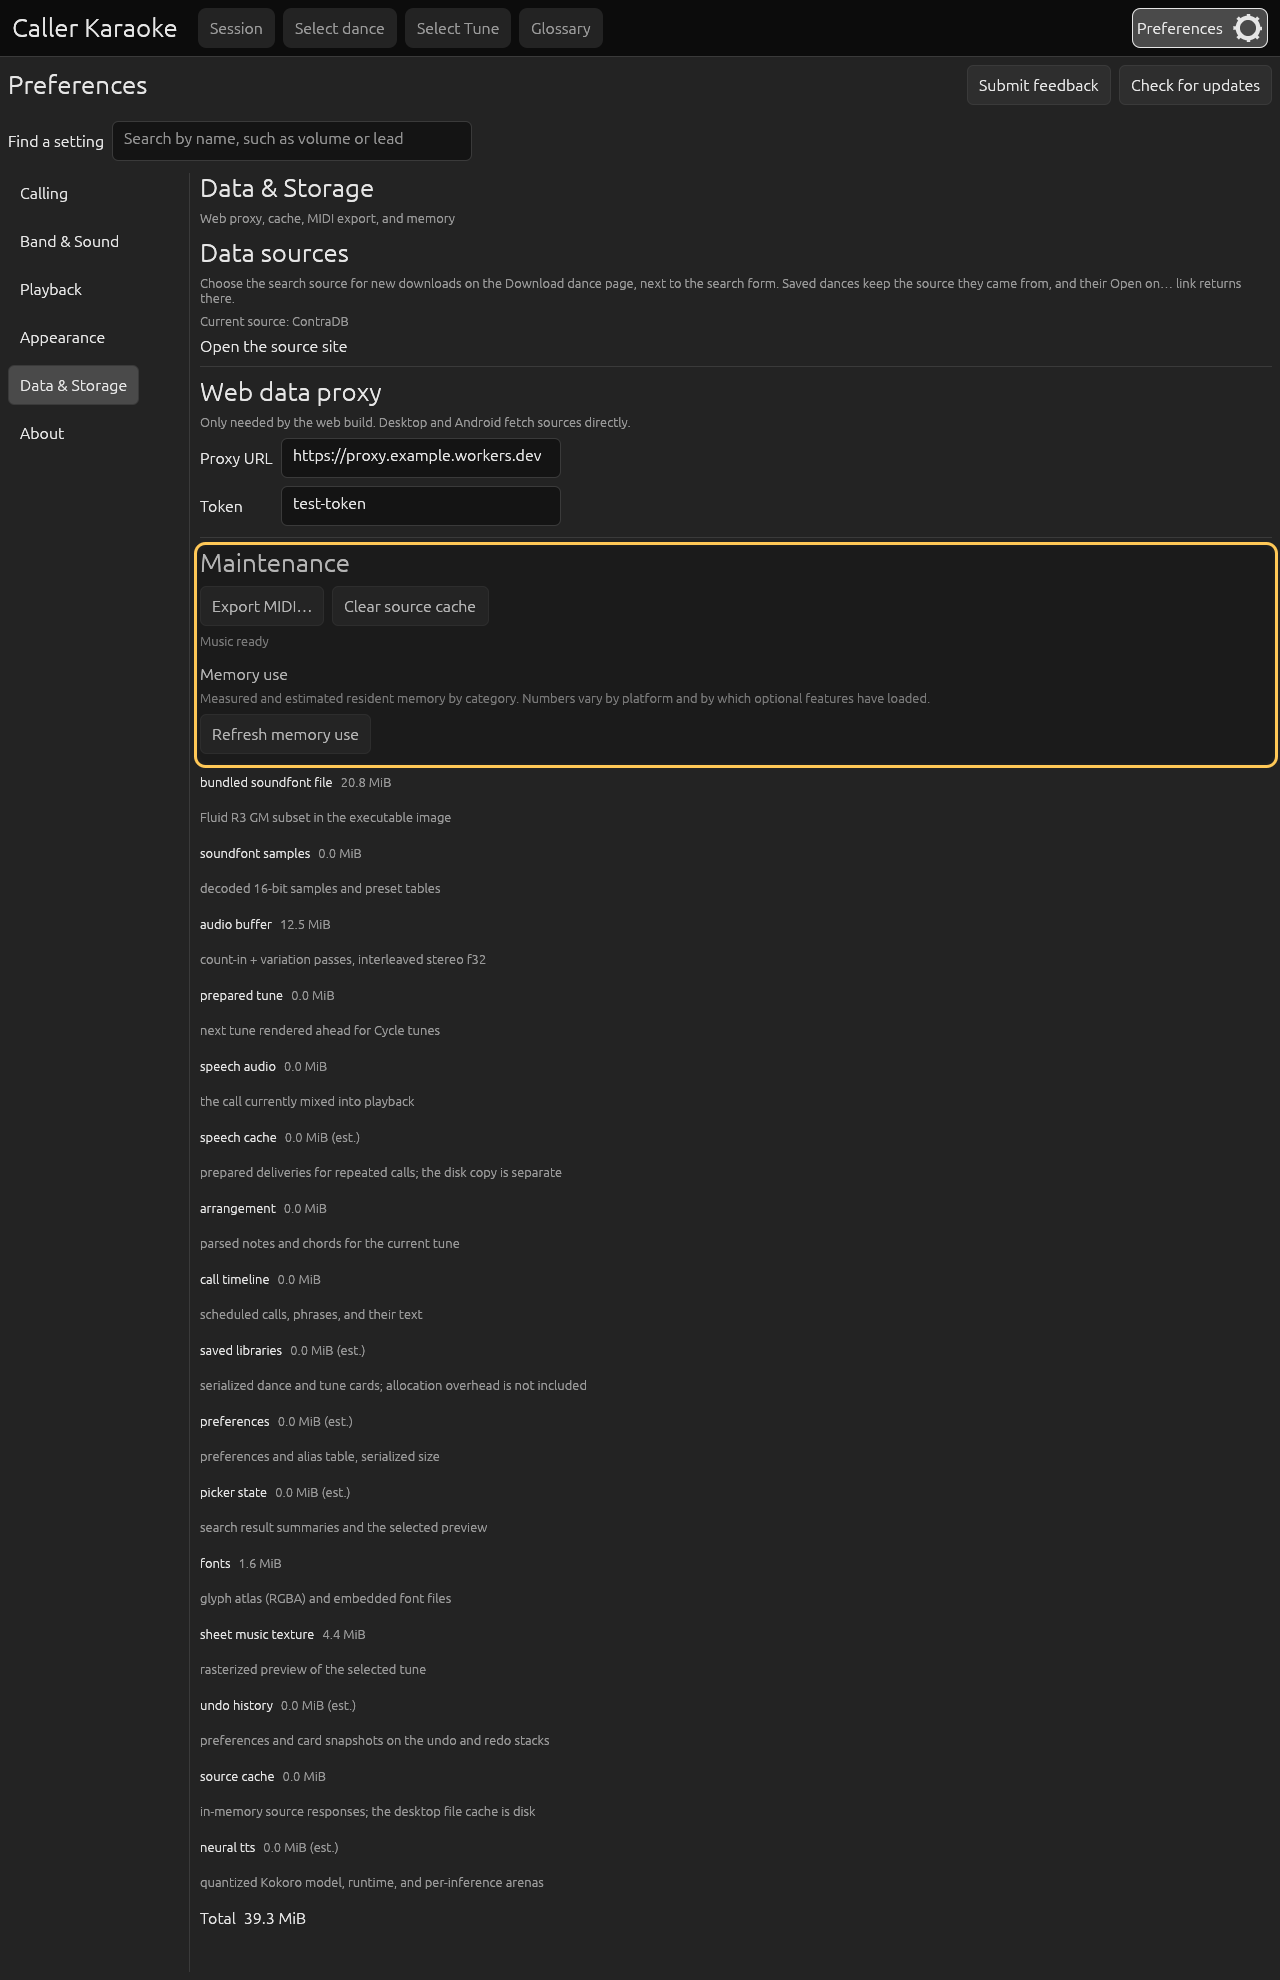 Caller Karaoke
Session
Select dance
Select Tune
Glossary
Preferences
Preferences
Submit feedback
Check for updates
Find a setting
Search by name, such as volume or lead
Calling
Band & Sound
Playback
Appearance
Data & Storage
About
Data & Storage
Web proxy, cache, MIDI export, and memory
Data sources
Choose the search source for new downloads on the Download dance page, next to the search form. Saved dances keep the source they came from, and their Open on… link returns
there.
Current source: ContraDB
Open the source site
Web data proxy
Only needed by the web build. Desktop and Android fetch sources directly.
Proxy URL
https://proxy.example.workers.dev
Token
test-token
Maintenance
Export MIDI…
Clear source cache
Music ready
Memory use
Measured and estimated resident memory by category. Numbers vary by platform and by which optional features have loaded.
Refresh memory use
bundled soundfont file 20.8 MiB
Fluid R3 GM subset in the executable image
soundfont samples 0.0 MiB
decoded 16-bit samples and preset tables
audio buffer 12.5 MiB
count-in + variation passes, interleaved stereo f32
prepared tune 0.0 MiB
next tune rendered ahead for Cycle tunes
speech audio 0.0 MiB
the call currently mixed into playback
speech cache 0.0 MiB (est.)
prepared deliveries for repeated calls; the disk copy is separate
arrangement 0.0 MiB
parsed notes and chords for the current tune
call timeline 0.0 MiB
scheduled calls, phrases, and their text
saved libraries 0.0 MiB (est.)
serialized dance and tune cards; allocation overhead is not included
preferences 0.0 MiB (est.)
preferences and alias table, serialized size
picker state 0.0 MiB (est.)
search result summaries and the selected preview
fonts 1.6 MiB
glyph atlas (RGBA) and embedded font files
sheet music texture 4.4 MiB
rasterized preview of the selected tune
undo history 0.0 MiB (est.)
preferences and card snapshots on the undo and redo stacks
source cache 0.0 MiB
in-memory source responses; the desktop file cache is disk
neural tts 0.0 MiB (est.)
quantized Kokoro model, runtime, and per-inference arenas
Total 39.3 MiB